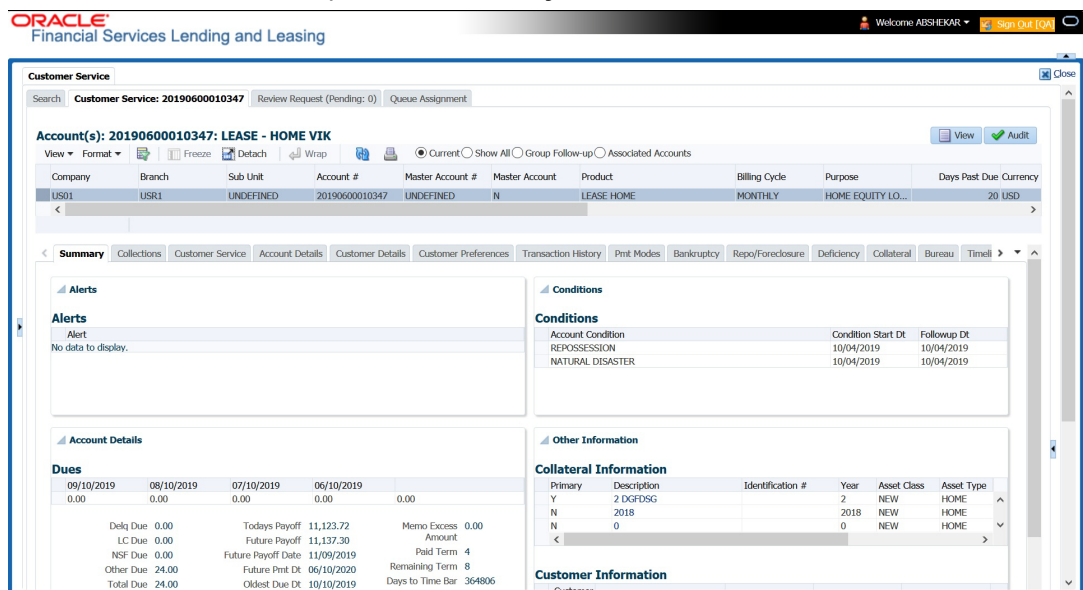 ORACLE
Welcome ABSHEKAR Sign Out [QA]
Financial Services Lending and Leasing
Customer Service
Close
Search Customer Service: 20190600010347 Review Request (Pending: 0) Queue Assignment
Account(s): 20190600010347: LEASE - HOME VIK
View Audit
View Format Freeze Detach Wrap Current Show All Group Follow-up Associated Accounts
Company Branch Sub Unit Account # Master Account # Master Account Product Billing Cycle Purpose Days Past Due Currency
US01 USR1 UNDEFINED 20190600010347 UNDEFINED N LEASE HOME MONTHLY HOME EQUITY LO... 20 USD
Summary Collections Customer Service Account Details Customer Details Customer Preferences Transaction History Pmt Modes Bankruptcy Repo/Foreclosure Deficiency Collateral Bureau Timeli
Alerts
Alerts
Alert
No data to display.
Conditions
Conditions
Account Condition Condition Start Dt Followup Dt
REPOSSESSION 10/04/2019 10/04/2019
NATURAL DISASTER 10/04/2019 10/04/2019
Account Details
Dues
09/10/2019 08/10/2019 07/10/2019 06/10/2019
0.00 0.00 0.00 0.00 0.00
Delq Due 0.00 Todays Payoff 11,123.72 Memo Excess Amount 0.00
LC Due 0.00 Future Payoff 11,137.30 Paid Term 4
NSF Due 0.00 Future Payoff Date 11/09/2019 Remaining Term 8
Other Due 24.00 Future Pmt Dt 06/10/2020 Days to Time Bar 364806
Total Due 24.00 Oldest Due Dt 10/10/2019
Other Information
Collateral Information
Primary Description Identification # Year Asset Class Asset Type
Y 2 DGFDSG 2 NEW HOME
N 2018 2018 NEW HOME
N 0 0 NEW HOME
Customer Information